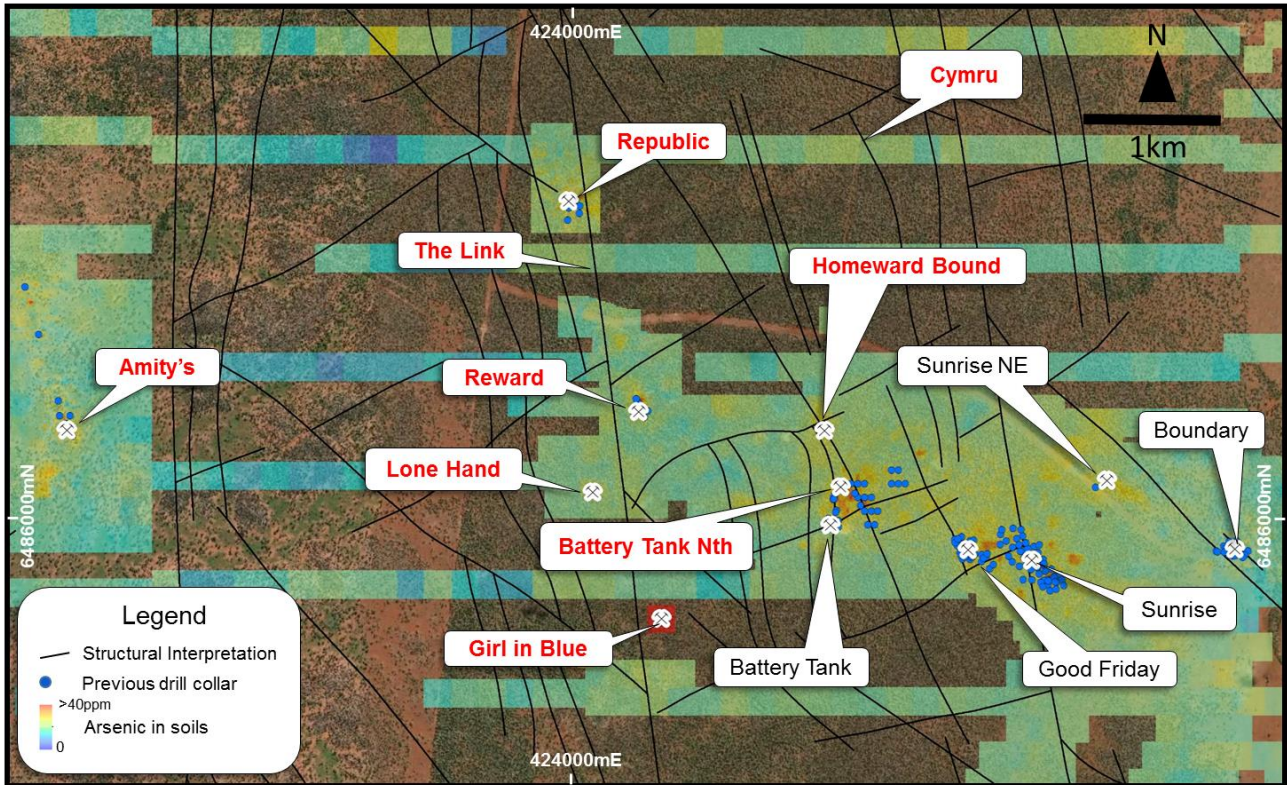 424000mE
N
1km
Cymru
Republic
The Link
Homeward Bound
Amity's
Reward
Sunrise NE
Boundary
Lone Hand
6486000mN
6486000mN
Battery Tank Nth
Legend
Structural Interpretation
Previous drill collar
>40ppm
Arsenic in soils
0
Girl in Blue
Battery Tank
Good Friday
Sunrise
424000mE